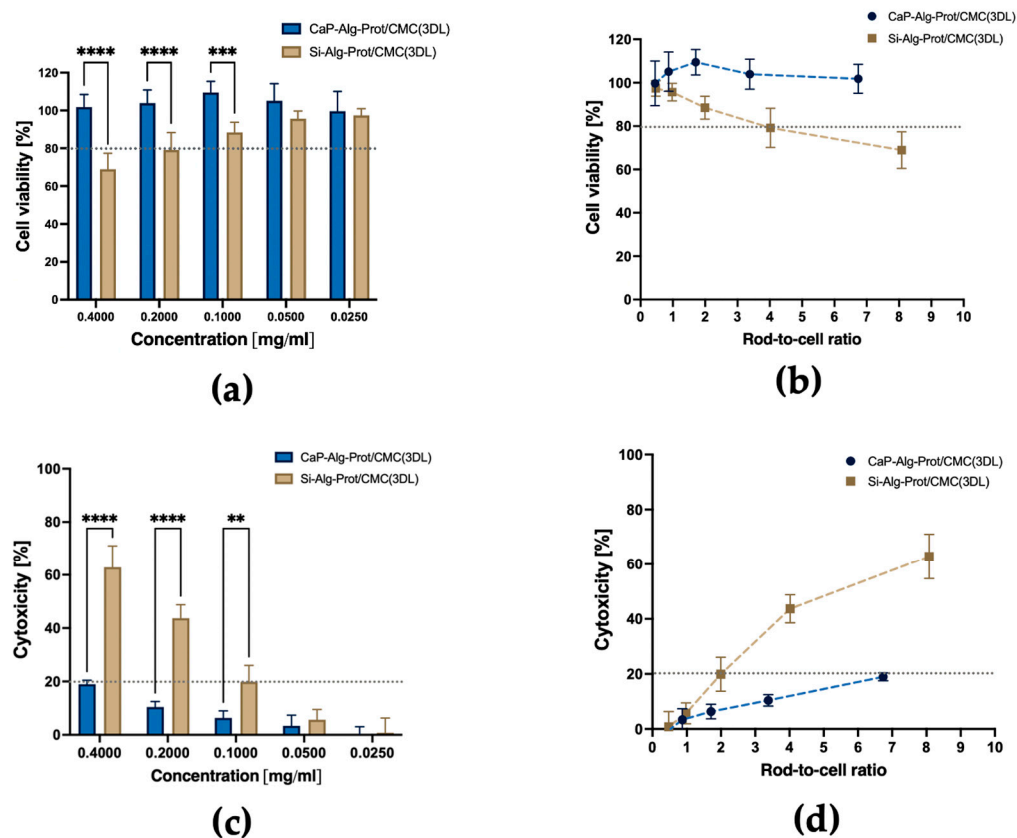 CaP-Alg-Prot/CMC(3DL)
Si-Alg-Prot/CMC(3DL)
**** **** ***
Cell viability [%]
120
100
80
60
40
20
0
0.4000 0.2000 0.1000 0.0500 0.0250
Concentration [mg/ml]
(a)
CaP-Alg-Prot/CMC(3DL)
Si-Alg-Prot/CMC(3DL)
Cell viability [%]
120
100
80
60
40
20
0
0 1 2 3 4 5 6 7 8 9 10
Rod-to-cell ratio
(b)
CaP-Alg-Prot/CMC(3DL)
Si-Alg-Prot/CMC(3DL)
**** **** **
Cytoxicity [%]
100
80
60
40
20
0
0.4000 0.2000 0.1000 0.0500 0.0250
Concentration [mg/ml]
(c)
CaP-Alg-Prot/CMC(3DL)
Si-Alg-Prot/CMC(3DL)
Cytoxicity [%]
100
80
60
40
20
0
0 1 2 3 4 5 6 7 8 9 10
Rod-to-cell ratio
(d)